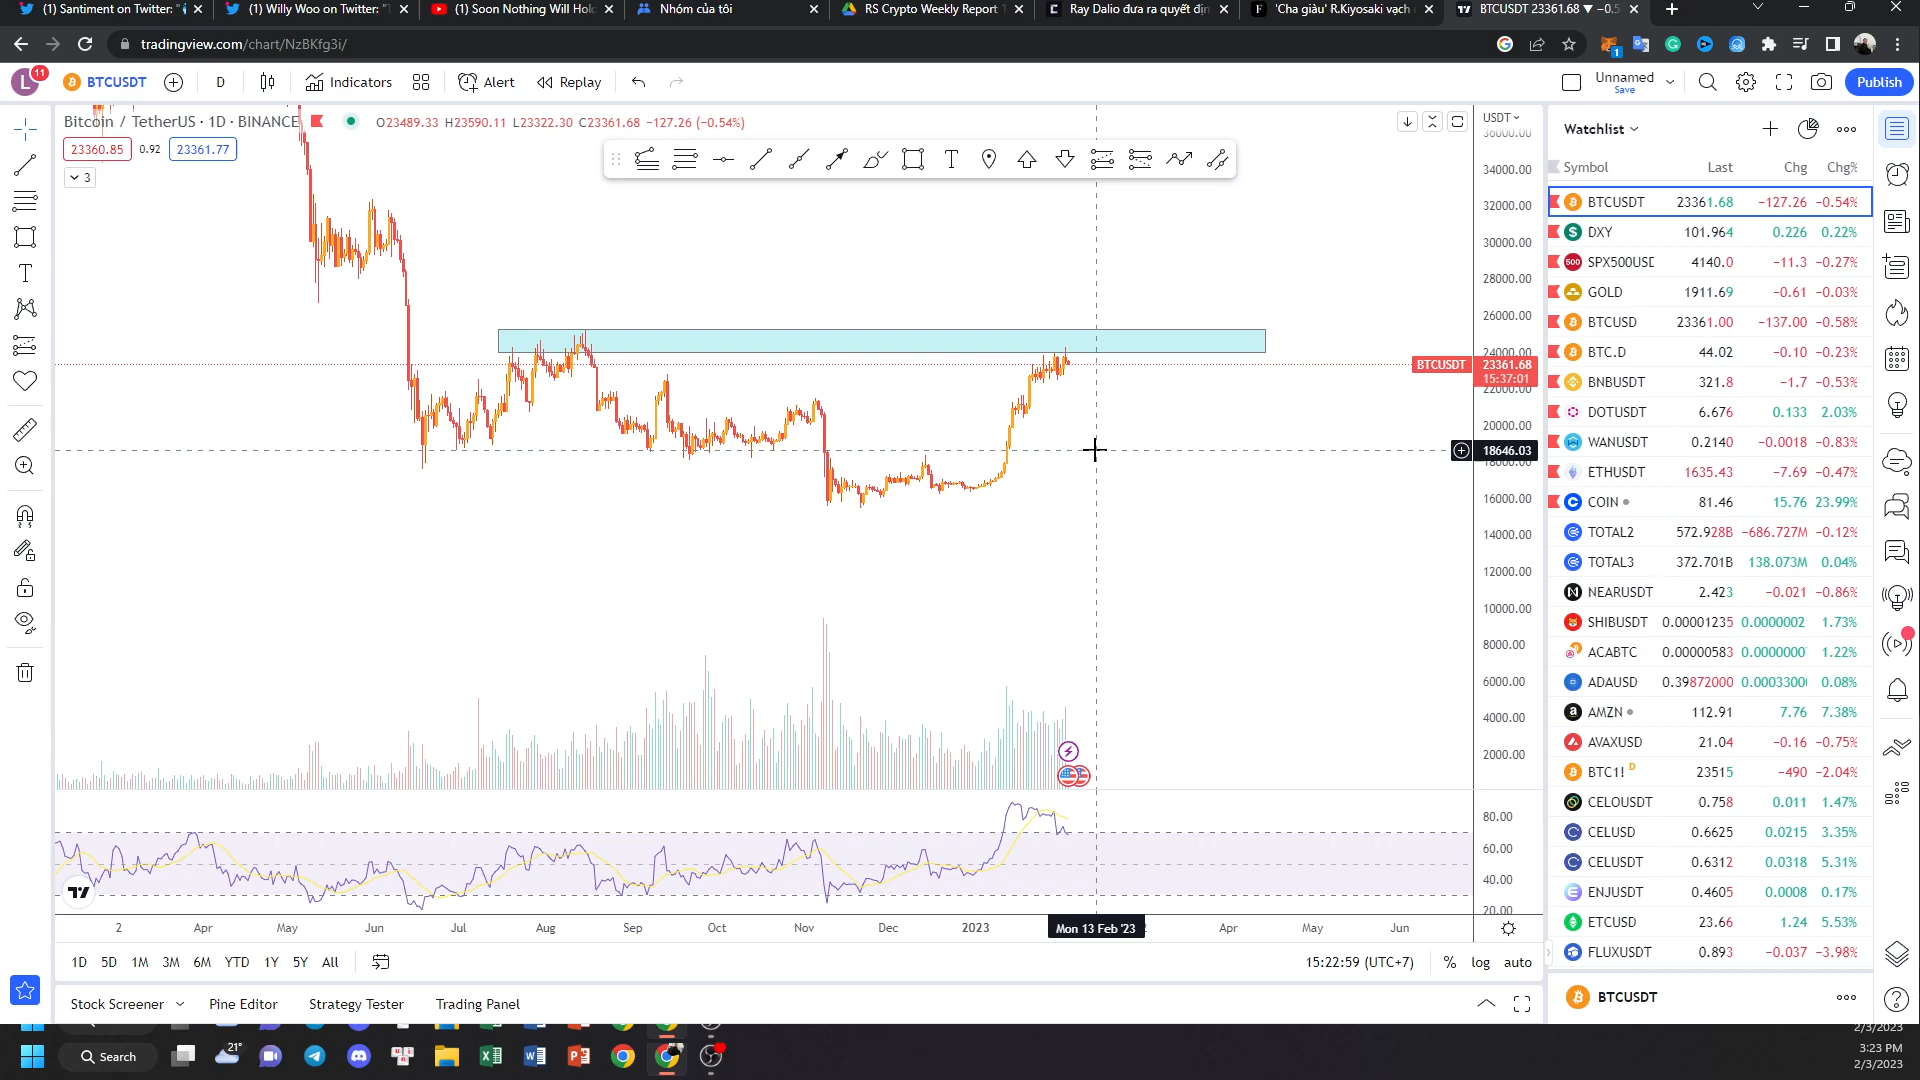 (1) Santiment on Twitter: "
(1) Willy Woo on Twitter: "T
(1) Soon Nothing Will Hol
Nhóm của tôi
RS Crypto Weekly Report
Ray Dalio đưa ra quyết địn
'Cha giàu' R.Kiyosaki vạch
BTCUSDT 23361.68 ▼ −0.5
tradingview.com/chart/NzBKfg3i/
1
L
11
BTCUSDT
D
Indicators
Alert
Replay
Unnamed
Save
Publish
Bitcoin / TetherUS · 1D · BINANCE
O23489.33 H23590.11 L23322.30 C23361.68 −127.26 (−0.54%)
23360.85
0.92
23361.77
3
USDT
36000.00
34000.00
32000.00
30000.00
28000.00
26000.00
24000.00
BTCUSDT
23361.68
15:37:01
22000.00
20000.00
18646.03
18000.00
16000.00
14000.00
12000.00
10000.00
8000.00
6000.00
4000.00
2000.00
80.00
60.00
40.00
20.00
2
Apr
May
Jun
Jul
Aug
Sep
Oct
Nov
Dec
2023
Mon 13 Feb '23
Apr
May
Jun
1D 5D 1M 3M 6M YTD 1Y 5Y All
15:22:59 (UTC+7)
% log auto
Stock Screener
Pine Editor
Strategy Tester
Trading Panel
Watchlist
Symbol Last Chg Chg%
BTCUSDT 23361.68 −127.26 −0.54%
DXY 101.964 0.226 0.22%
SPX500USD 4140.0 −11.3 −0.27%
GOLD 1911.69 −0.61 −0.03%
BTCUSD 23361.00 −137.00 −0.58%
BTC.D 44.02 −0.10 −0.23%
BNBUSDT 321.8 −1.7 −0.53%
DOTUSDT 6.676 0.133 2.03%
WANUSDT 0.2140 −0.0018 −0.83%
ETHUSDT 1635.43 −7.69 −0.47%
COIN 81.46 15.76 23.99%
TOTAL2 572.928B −686.727M −0.12%
TOTAL3 372.701B 138.073M 0.04%
NEARUSDT 2.423 −0.021 −0.86%
SHIBUSDT 0.00001235 0.0000002 1.73%
ACABTC 0.00000583 0.0000000 1.22%
ADAUSD 0.39872000 0.0003300 0.08%
AMZN 112.91 7.76 7.38%
AVAXUSD 21.04 −0.16 −0.75%
BTC1! D 23515 −490 −2.04%
CELOUSDT 0.758 0.011 1.47%
CELUSD 0.6625 0.0215 3.35%
CELUSDT 0.6312 0.0318 5.31%
ENJUSDT 0.4605 0.0008 0.17%
ETCUSD 23.66 1.24 5.53%
FLUXUSDT 0.893 −0.037 −3.98%
BTCUSDT
Search
21°
2/3/2023
3:23 PM
2/3/2023